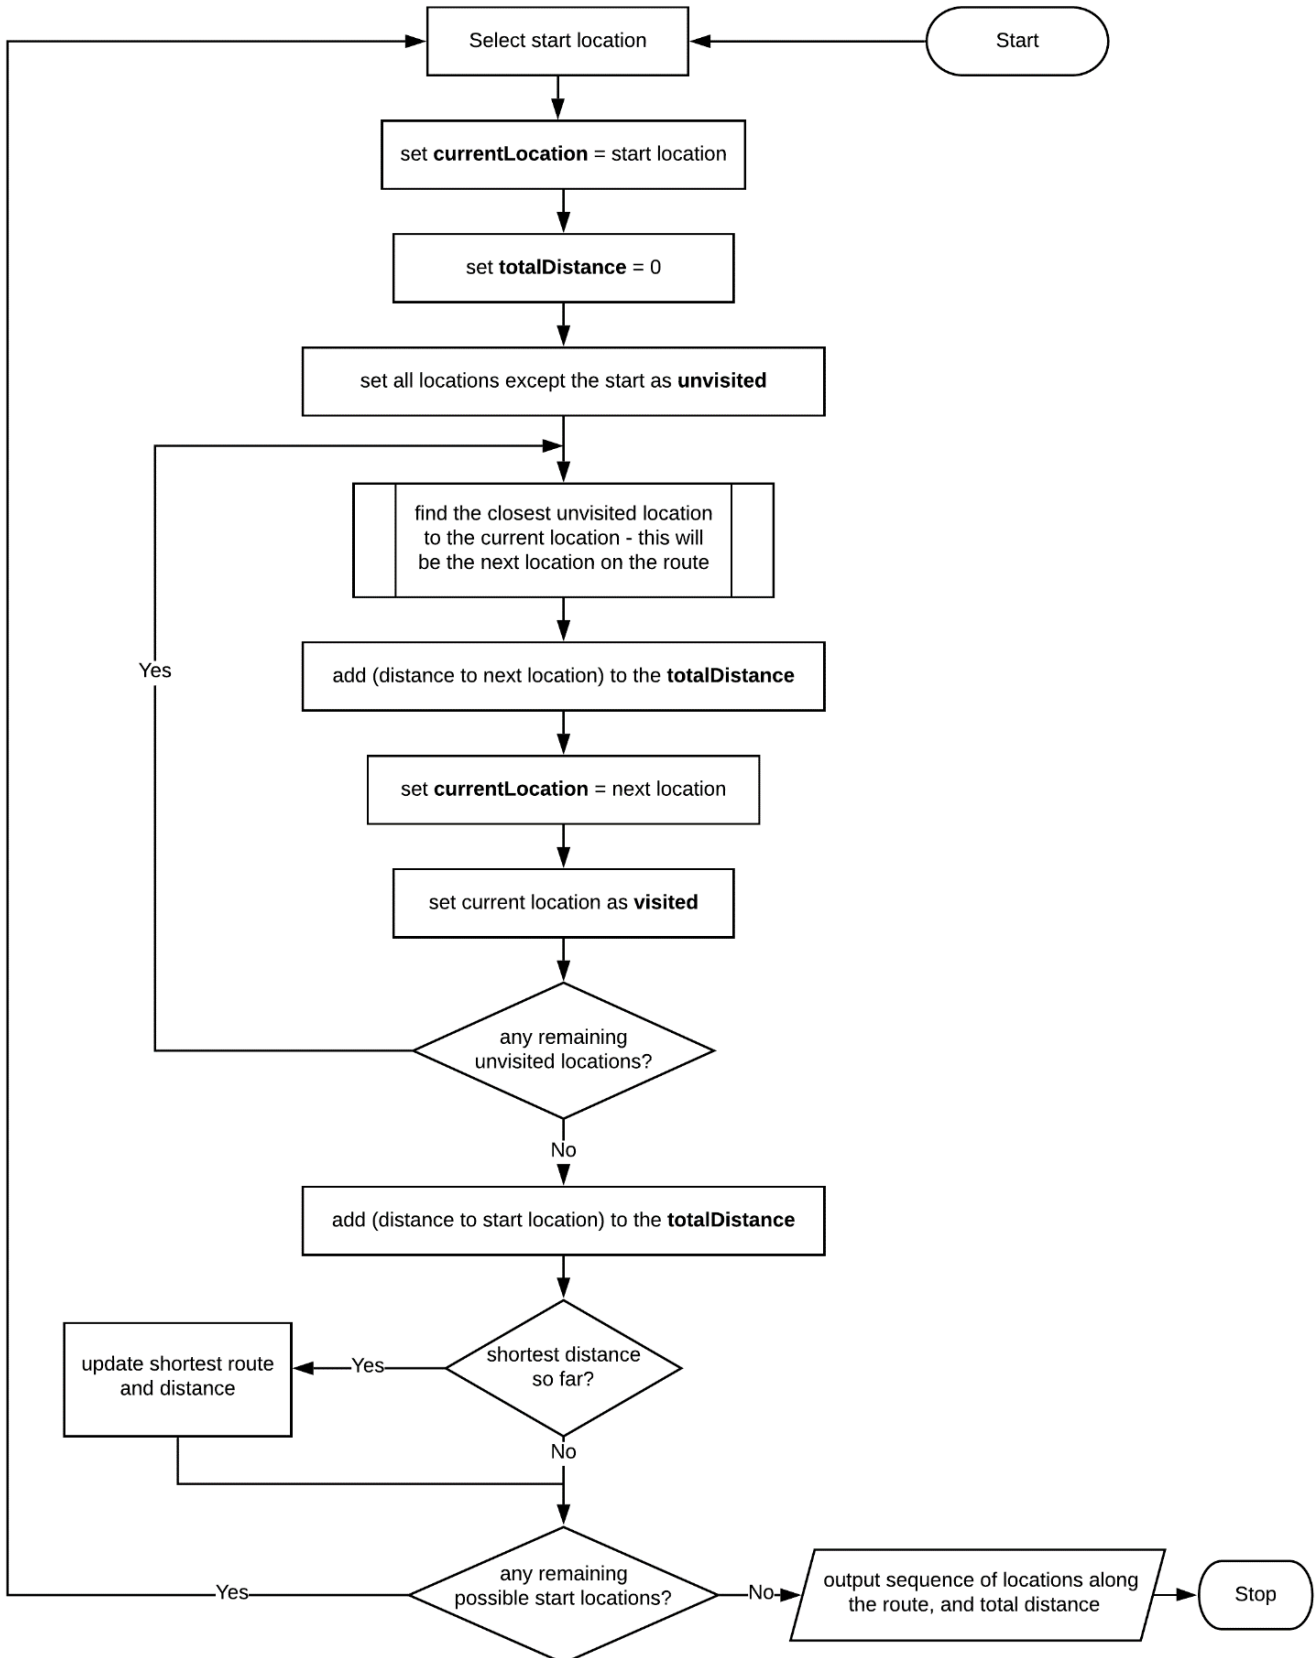 Select start location
Start
set currentLocation = start location
set totalDistance = 0
set all locations except the start as unvisited
find the closest unvisited location
to the current location - this will
be the next location on the route
Yes
add (distance to next location) to the totalDistance
set currentLocation = next location
set current location as visited
any remaining
unvisited locations?
No
add (distance to start location) to the totalDistance
shortest distance
so far?
Yes
update shortest route
and distance
No
any remaining
possible start locations?
Yes
No
output sequence of locations along
the route, and total distance
Stop